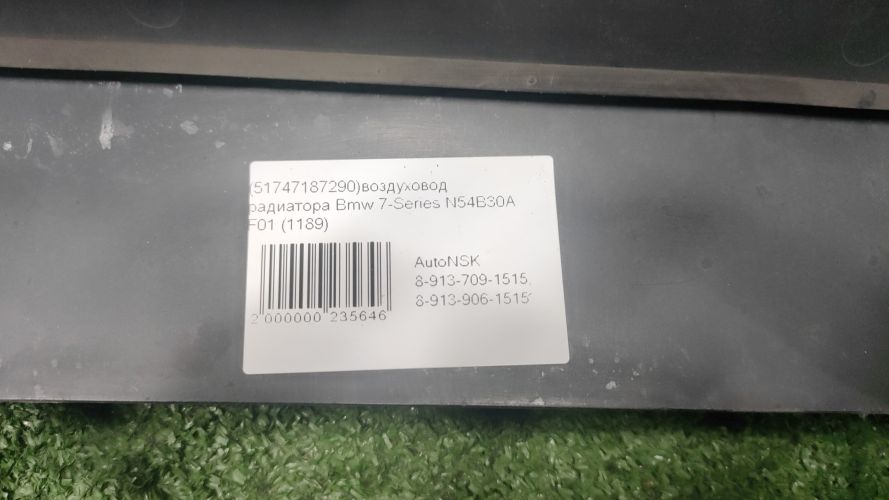 (51747187290)воздуховод
радиатора Bmw 7-Series N54B30A
F01 (1189)
AutoNSK
8-913-709-1515,
8-913-906-1515
2 000000 235646